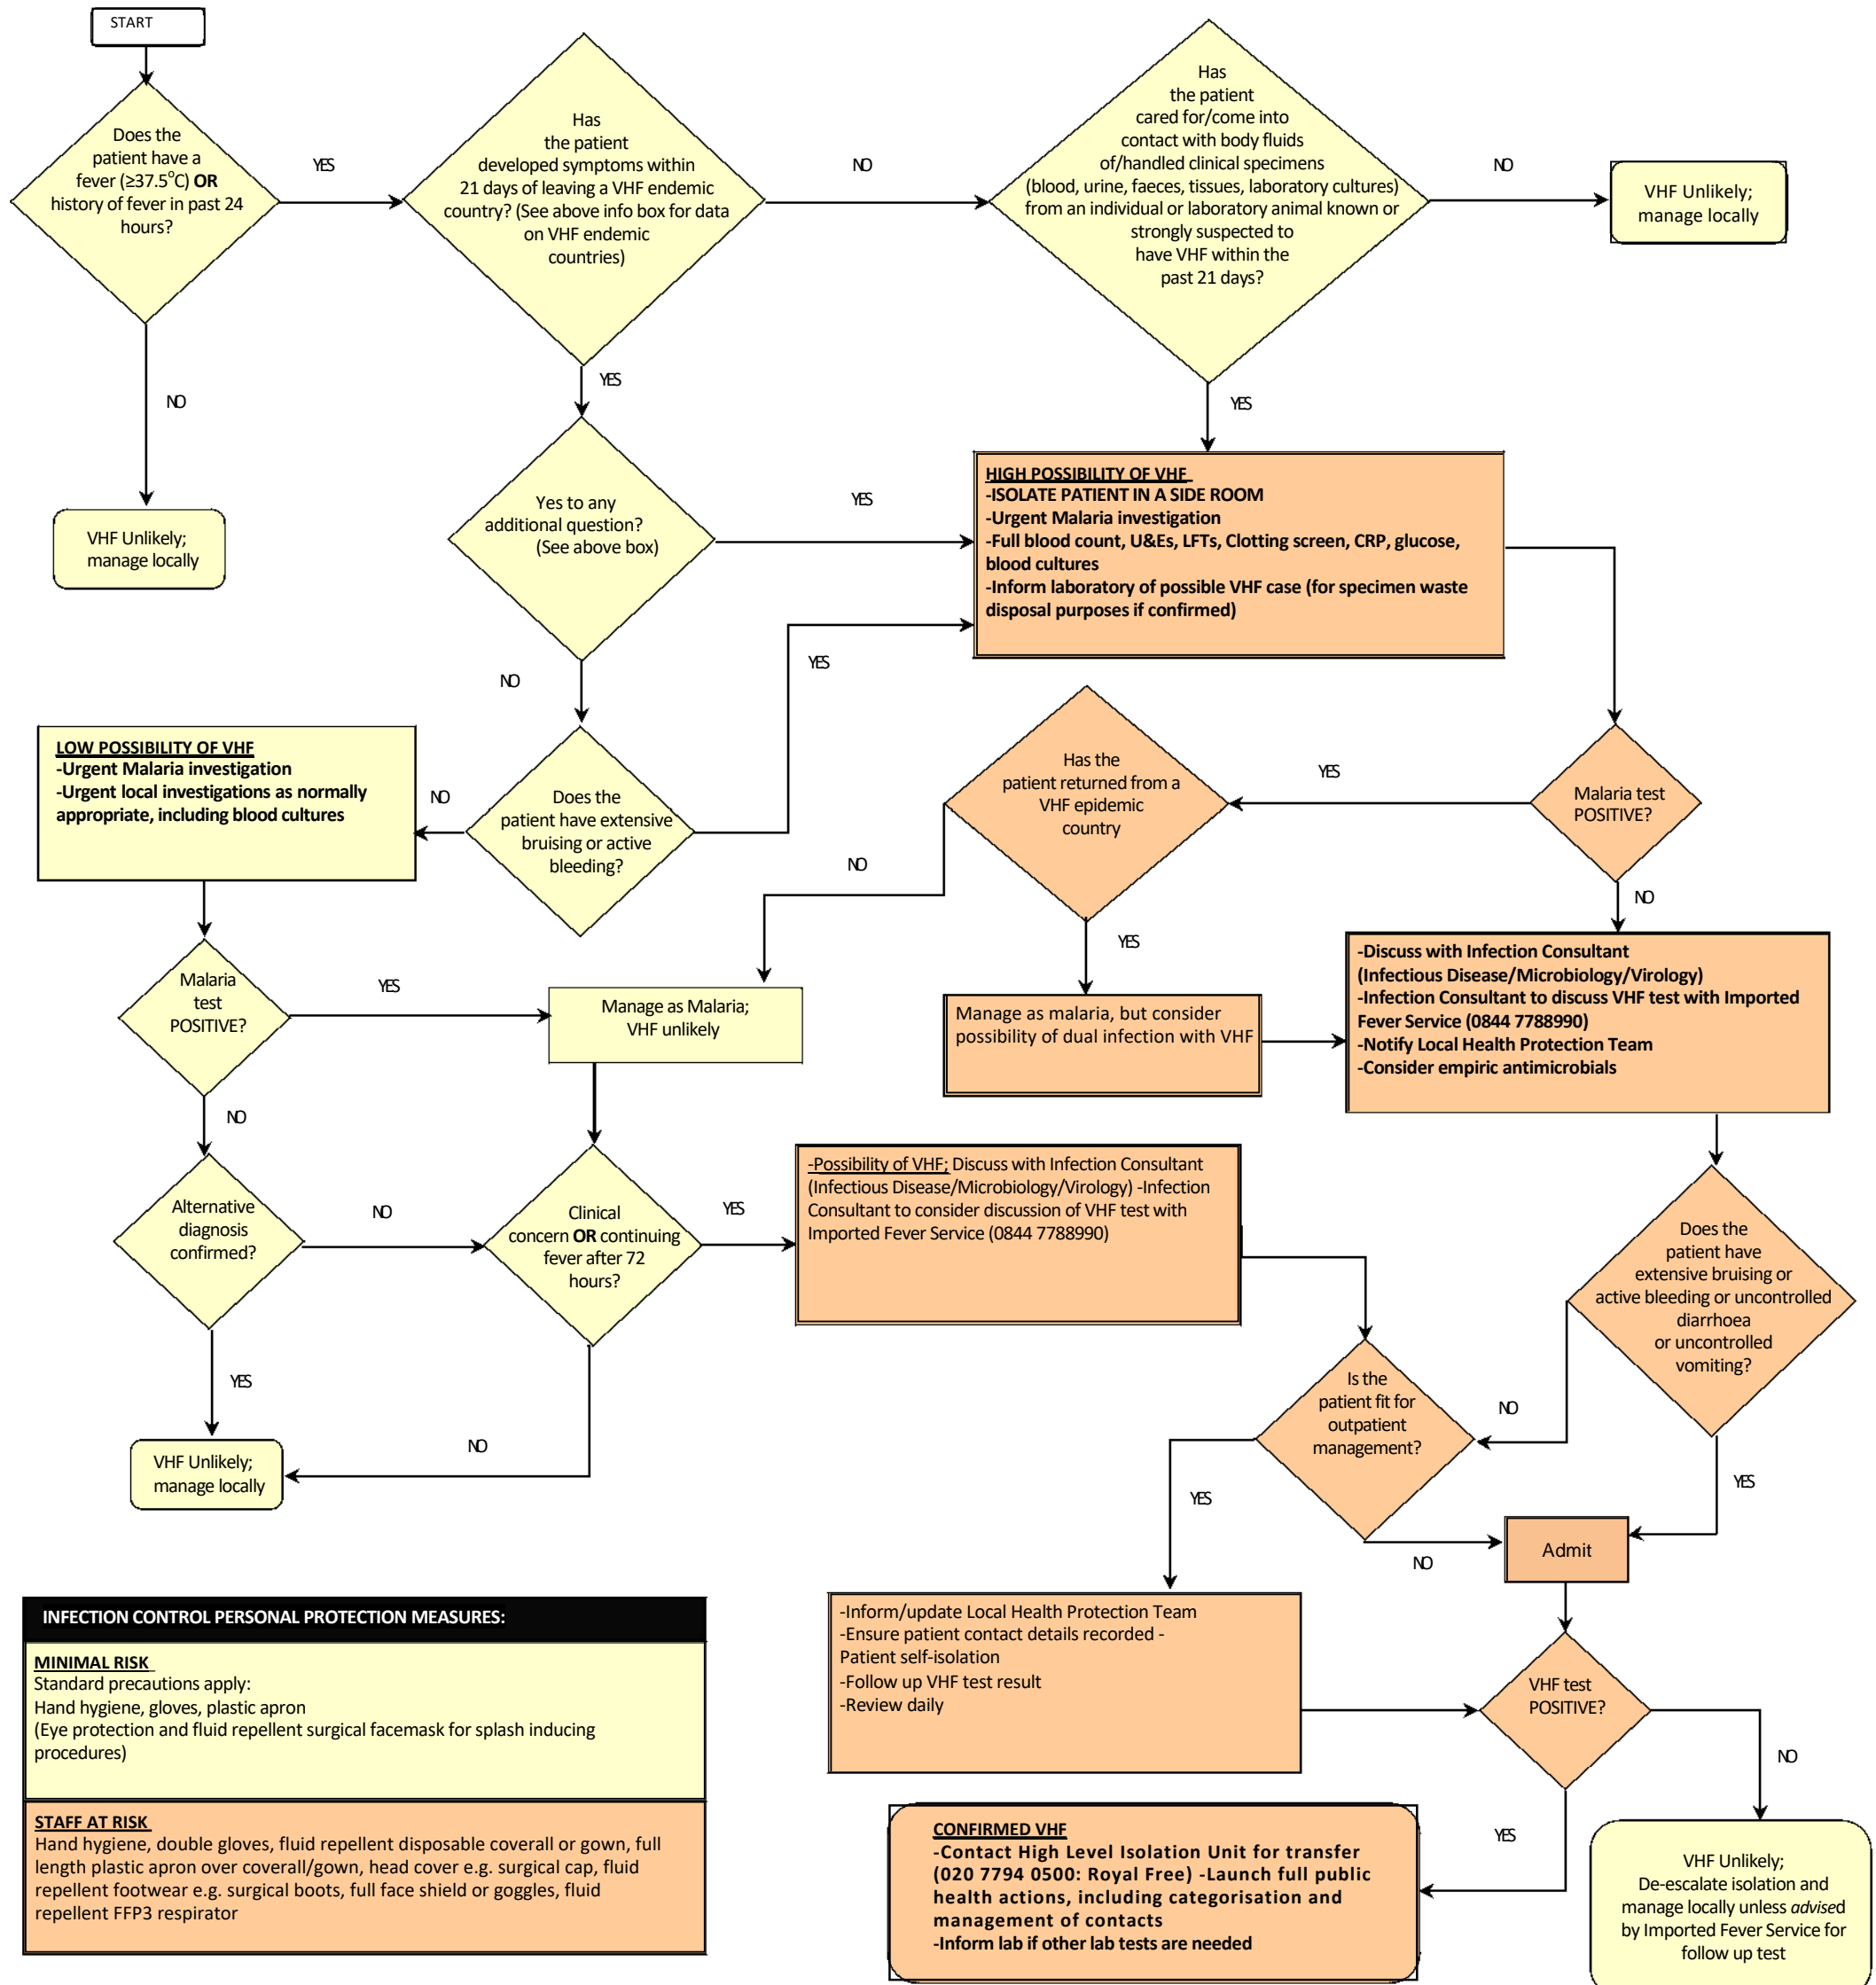 START
Does the
patient have a
fever (≥37.5°C) OR
history of fever in past 24
hours?
YES
NO
VHF Unlikely;
manage locally
Has
the patient
developed symptoms within
21 days of leaving a VHF endemic
country? (See above info box for data
on VHF endemic
countries)
NO
YES
Has
the patient
cared for/come into
contact with body fluids
of/handled clinical specimens
(blood, urine, faeces, tissues, laboratory cultures)
from an individual or laboratory animal known or
strongly suspected to
have VHF within the
past 21 days?
NO
VHF Unlikely;
manage locally
YES
Yes to any
additional question?
(See above box)
YES
NO
HIGH POSSIBILITY OF VHF
-ISOLATE PATIENT IN A SIDE ROOM
-Urgent Malaria investigation
-Full blood count, U&Es, LFTs, Clotting screen, CRP, glucose,
blood cultures
-Inform laboratory of possible VHF case (for specimen waste
disposal purposes if confirmed)
Does the
patient have extensive
bruising or active
bleeding?
YES
NO
LOW POSSIBILITY OF VHF
-Urgent Malaria investigation
-Urgent local investigations as normally
appropriate, including blood cultures
Malaria test
POSITIVE?
YES
NO
Has the
patient returned from a
VHF epidemic
country
NO
YES
Malaria
test
POSITIVE?
YES
NO
Manage as Malaria;
VHF unlikely
Manage as malaria, but consider
possibility of dual infection with VHF
-Discuss with Infection Consultant
(Infectious Disease/Microbiology/Virology)
-Infection Consultant to discuss VHF test with Imported
Fever Service (0844 7788990)
-Notify Local Health Protection Team
-Consider empiric antimicrobials
Alternative
diagnosis
confirmed?
NO
YES
Clinical
concern OR continuing
fever after 72
hours?
YES
NO
-Possibility of VHF; Discuss with Infection Consultant
(Infectious Disease/Microbiology/Virology) -Infection
Consultant to consider discussion of VHF test with
Imported Fever Service (0844 7788990)
Does the
patient have
extensive bruising or
active bleeding or uncontrolled
diarrhoea
or uncontrolled
vomiting?
NO
YES
VHF Unlikely;
manage locally
Is the
patient fit for
outpatient
management?
YES
NO
Admit
-Inform/update Local Health Protection Team
-Ensure patient contact details recorded -
Patient self-isolation
-Follow up VHF test result
-Review daily
VHF test
POSITIVE?
NO
YES
CONFIRMED VHF
-Contact High Level Isolation Unit for transfer
(020 7794 0500: Royal Free) -Launch full public
health actions, including categorisation and
management of contacts
-Inform lab if other lab tests are needed
VHF Unlikely;
De-escalate isolation and
manage locally unless advised
by Imported Fever Service for
follow up test
INFECTION CONTROL PERSONAL PROTECTION MEASURES:
MINIMAL RISK
Standard precautions apply:
Hand hygiene, gloves, plastic apron
(Eye protection and fluid repellent surgical facemask for splash inducing
procedures)
STAFF AT RISK
Hand hygiene, double gloves, fluid repellent disposable coverall or gown, full
length plastic apron over coverall/gown, head cover e.g. surgical cap, fluid
repellent footwear e.g. surgical boots, full face shield or goggles, fluid
repellent FFP3 respirator